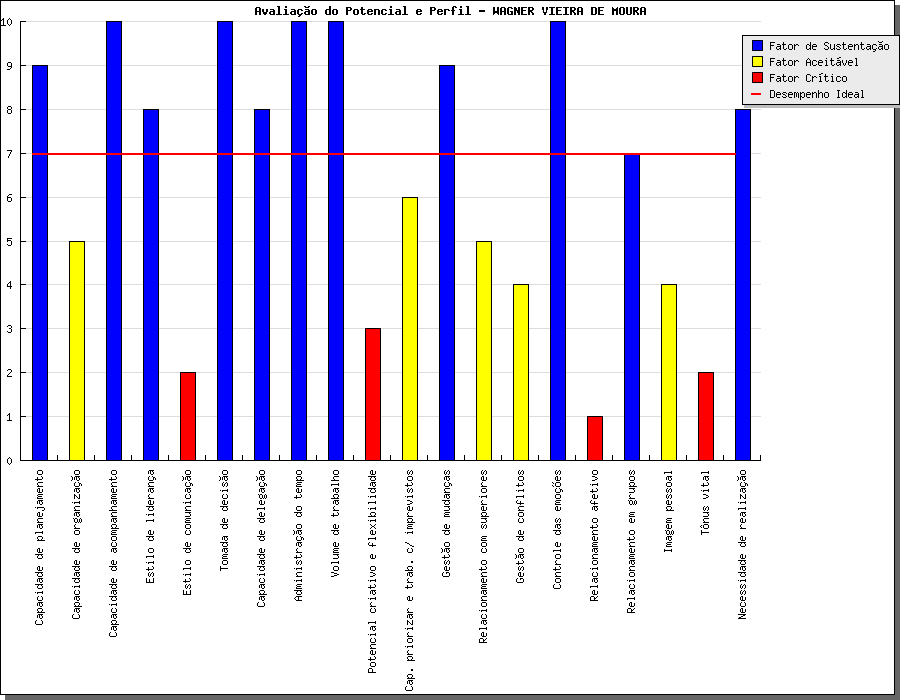 Avaliação do Potencial e Perfil - WAGNER VIEIRA DE MOURA
Fator de Sustentação
Fator Aceitável
Fator Crítico
Desempenho Ideal
10
9
8
7
6
5
4
3
2
1
0
Capacidade de planejamento
Capacidade de organização
Capacidade de acompanhamento
Estilo de liderança
Estilo de comunicação
Tomada de decisão
Capacidade de delegação
Administração do tempo
Volume de trabalho
Potencial criativo e flexibilidade
Cap. priorizar e trab. c/ imprevistos
Gestão de mudanças
Relacionamento com superiores
Gestão de conflitos
Controle das emoções
Relacionamento afetivo
Relacionamento em grupos
Imagem pessoal
Tônus vital
Necessidade de realização